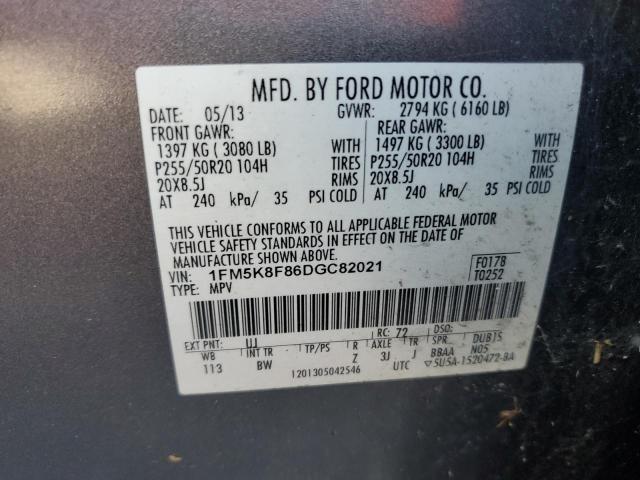 MFD. BY FORD MOTOR CO.
DATE: 05/13 GVWR: 2794 KG ( 6160 LB)
FRONT GAWR: REAR GAWR:
1397 KG ( 3080 LB) WITH 1497 KG ( 3300 LB) WITH
P255/50R20 104H TIRES P255/50R20 104H TIRES
20X8.5J RIMS 20X8.5J RIMS
AT 240 kPa/ 35 PSI COLD AT 240 kPa/ 35 PSI COLD
THIS VEHICLE CONFORMS TO ALL APPLICABLE FEDERAL MOTOR
VEHICLE SAFETY STANDARDS IN EFFECT ON THE DATE OF
MANUFACTURE SHOWN ABOVE.
VIN: 1FM5K8F86DGC82021 F0178
TYPE: MPV T0252
EXT PNT: UJ RC: 72 DSO:
WB INT TR TP/PS R AXLE TR SPR DUBIS
113 BW Z 3J J BBAA N05
1201305042546 UTC ▽5U5A-1520472-BA